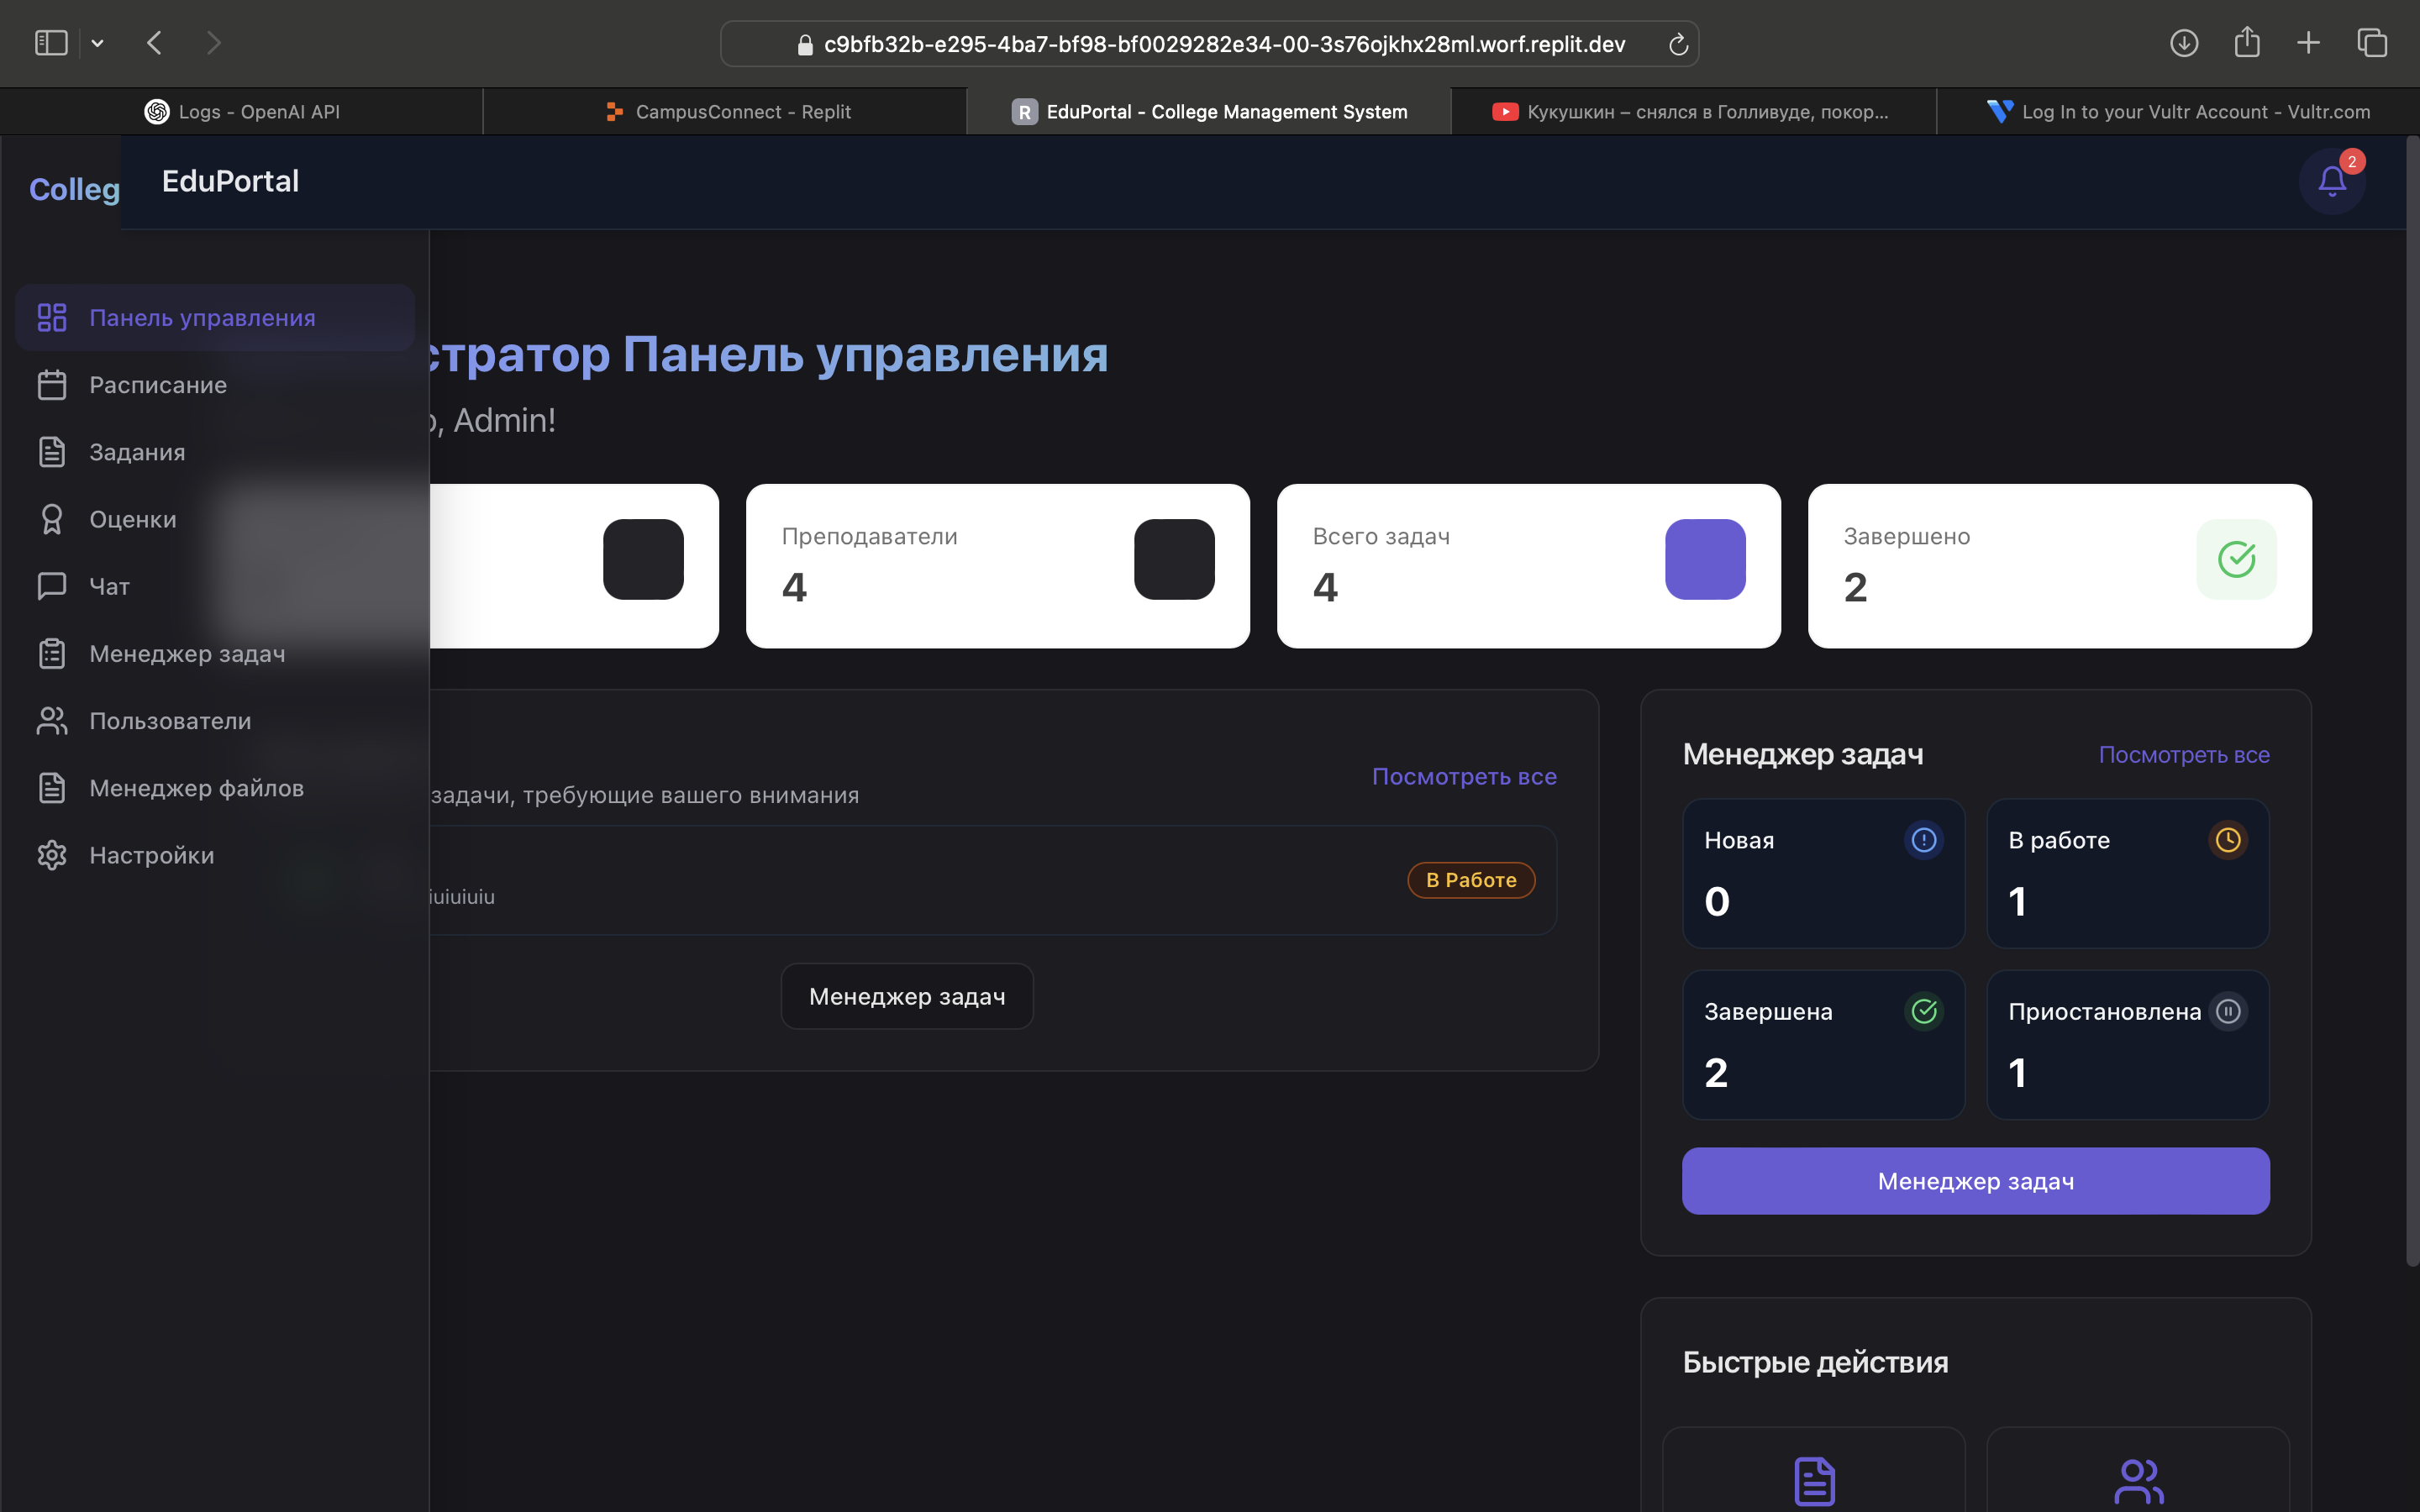 c9bfb32b-e295-4ba7-bf98-bf0029282e34-00-3s76ojkhx28ml.worf.replit.dev
Logs - OpenAI API
CampusConnect - Replit
R
EduPortal - College Management System
Кукушкин – снялся в Голливуде, покор...
Log In to your Vultr Account - Vultr.com
Colleg
EduPortal
2
Панель управления
Расписание
Задания
Оценки
Чат
Менеджер задач
Пользователи
Менеджер файлов
Настройки
стратор Панель управления
, Admin!
Преподаватели
4
Всего задач
4
Завершено
2
задачи, требующие вашего внимания
Посмотреть все
iuiuiuiu
В Работе
Менеджер задач
Менеджер задач
Посмотреть все
Новая
0
В работе
1
Завершена
2
Приостановлена
1
Менеджер задач
Быстрые действия